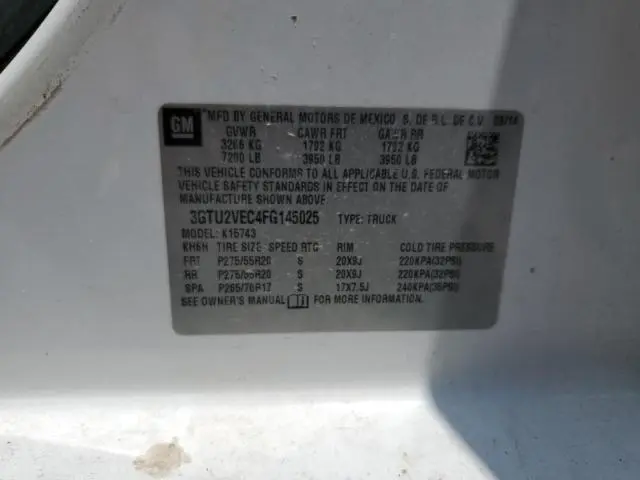 GM
MFD BY GENERAL MOTORS DE MEXICO S. DE R.L. DE C.V.
GVWR GAWR FRT GAWR RR
3266 KG 1792 KG 1792 KG
7200 LB 3950 LB 3950 LB
THIS VEHICLE CONFORMS TO ALL APPLICABLE U.S. FEDERAL MOTOR
VEHICLE SAFETY STANDARDS IN EFFECT ON THE DATE OF
MANUFACTURE SHOWN ABOVE.
3GTU2VEC4FG145025 TYPE: TRUCK
MODEL: K15743
TIRE SIZE SPEED RTG RIM COLD TIRE PRESSURE
FRT P275/55R20 S 20X9J 220KPA(32PSI)
RR P275/55R20 S 20X9J 220KPA(32PSI)
SPA P265/70R17 S 17X7.5J 240KPA(35PSI)
SEE OWNER'S MANUAL FOR MORE INFORMATION